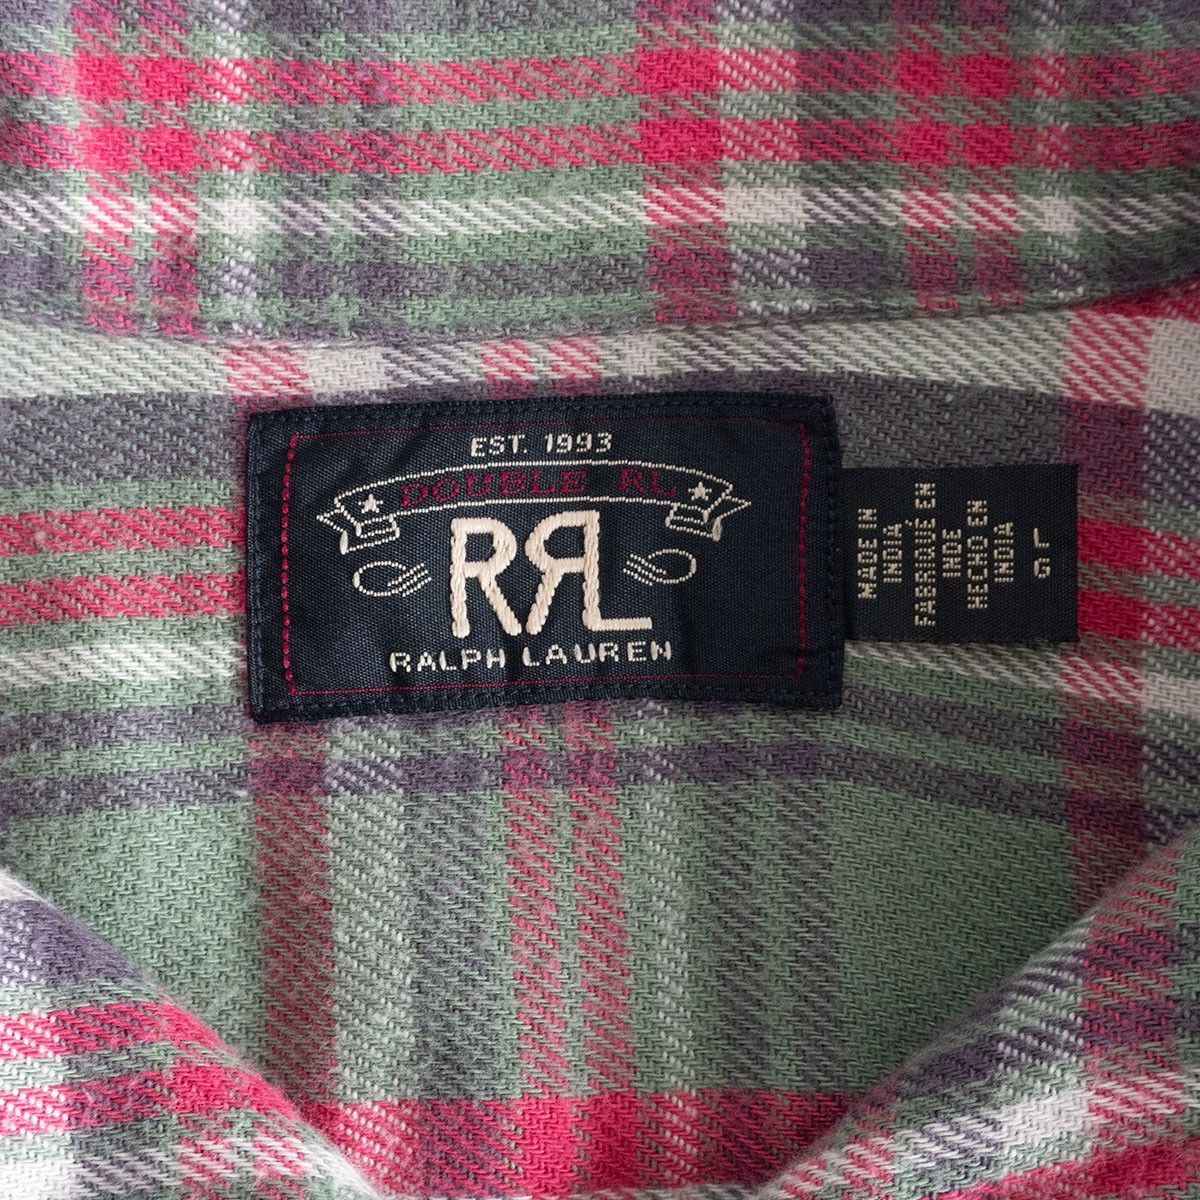 EST. 1993
DOUBLE RL
RRL
RALPH LAUREN
MADE IN
INDIA
FABRIQUÉ EN
INDE
HECHO EN
INDIA
L
G